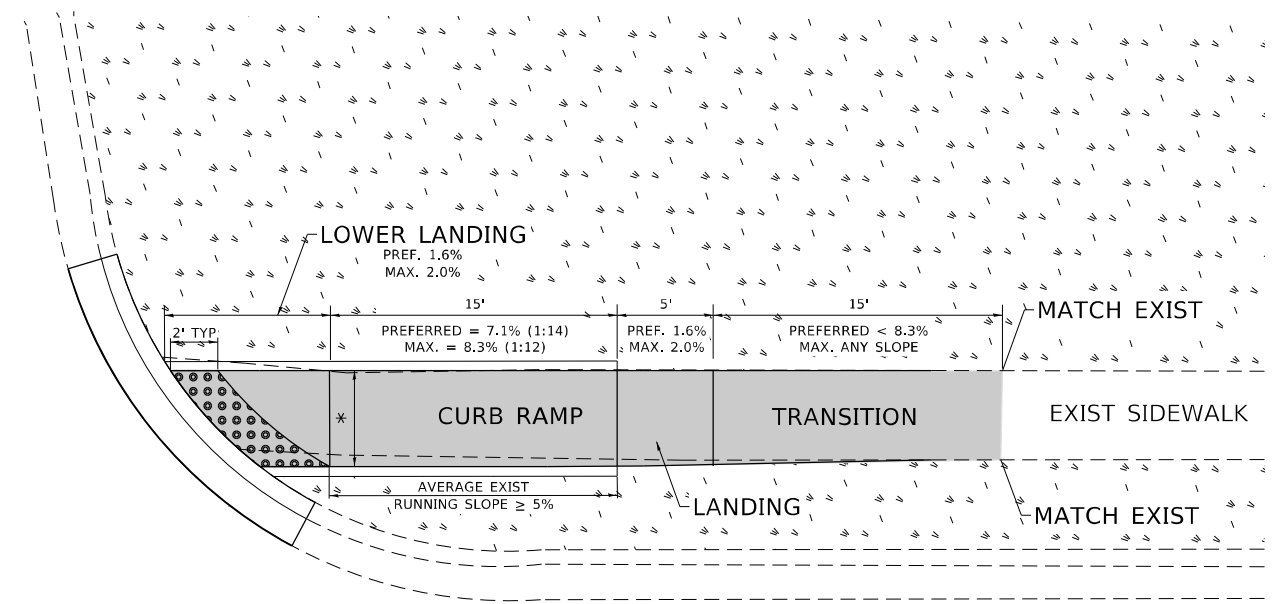 LOWER LANDING
PREF. 1.6%
MAX. 2.0%
15'
5'
15'
MATCH EXIST
2' TYP
PREFERRED = 7.1% (1:14)
MAX. = 8.3% (1:12)
PREF. 1.6%
MAX. 2.0%
PREFERRED < 8.3%
MAX. ANY SLOPE
*
CURB RAMP
TRANSITION
EXIST SIDEWALK
AVERAGE EXIST
RUNNING SLOPE ≥ 5%
LANDING
MATCH EXIST